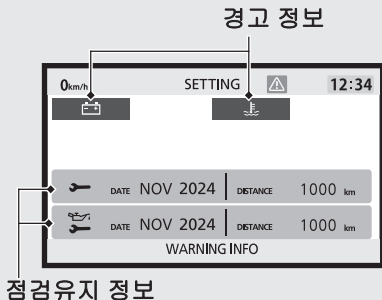 경고 정보
0km/h SETTING 12:34
DATE NOV 2024 DISTANCE 1000 km
DATE NOV 2024 DISTANCE 1000 km
WARNING INFO
점검유지 정보